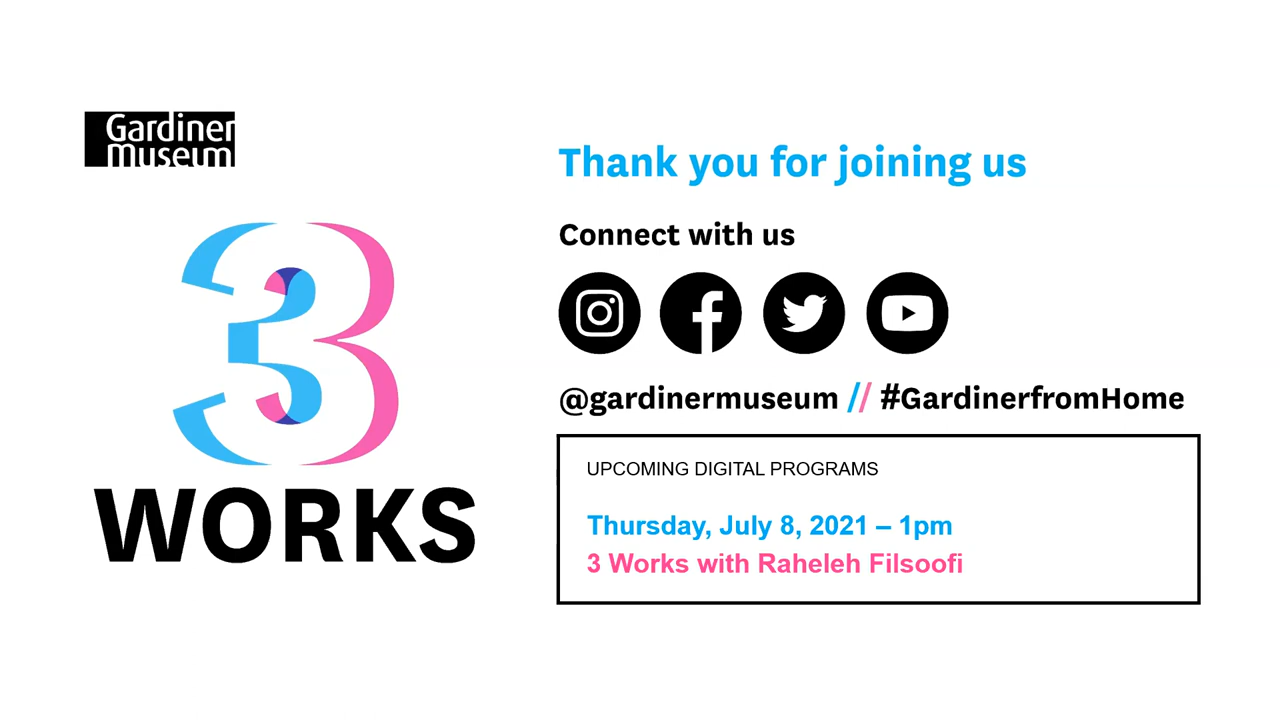 Gardiner
Museum
3
WORKS
Thank you for joining us
Connect with us
@gardinermuseum // #GardinerfromHome
UPCOMING DIGITAL PROGRAMS
Thursday, July 8, 2021 – 1pm
3 Works with Raheleh Filsoofi